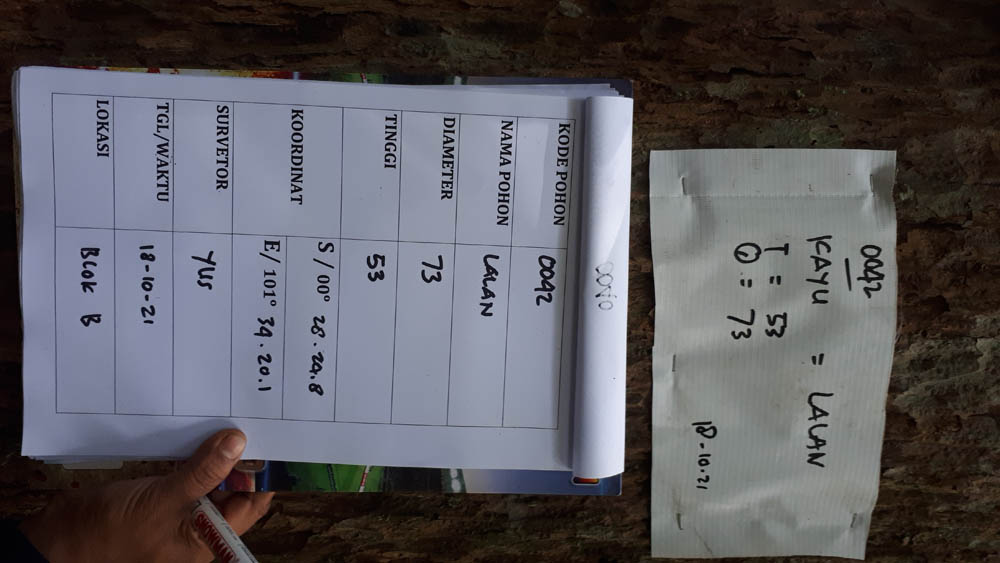 0042
KAYU = LALAN
T = 53
Ⓠ = 73
18-10-21
KODE POHON 0042
NAMA POHON LALAN
DIAMETER 73
TINGGI 53
KOORDINAT
S / 00° 28.24.8
E/ 101° 34.20.1
SURVETOR YUS
TGL/WAKTU 18-10-21
LOKASI BLOK B
SNOWMAN